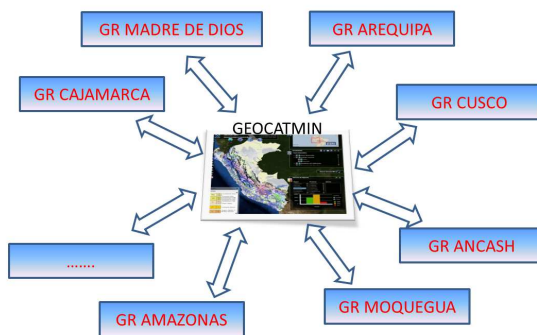 GR MADRE DE DIOS
GR AREQUIPA
GR CAJAMARCA
GR CUSCO
GEOCATMIN
.......
GR ANCASH
GR AMAZONAS
GR MOQUEGUA